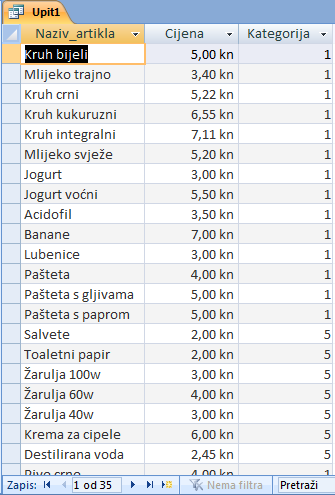 Upit1
Naziv_artikla Cijena Kategorija
Kruh bijeli 5,00 kn 1
Mlijeko trajno 3,40 kn 1
Kruh crni 5,22 kn 1
Kruh kukuruzni 6,55 kn 1
Kruh integralni 7,11 kn 1
Mlijeko svježe 5,20 kn 1
Jogurt 3,00 kn 1
Jogurt voćni 5,50 kn 1
Acidofil 3,50 kn 1
Banane 7,00 kn 1
Lubenice 3,00 kn 1
Pašteta 4,00 kn 1
Pašteta s gljivama 5,00 kn 1
Pašteta s paprom 5,00 kn 1
Salvete 2,00 kn 5
Toaletni papir 2,00 kn 5
Žarulja 100w 3,00 kn 5
Žarulja 60w 4,00 kn 5
Žarulja 40w 3,00 kn 5
Krema za cipele 6,00 kn 5
Destilirana voda 2,45 kn 5
Pivo crno 4,00 kn 1
Zapis: 1 od 35 Nema filtra Pretraži